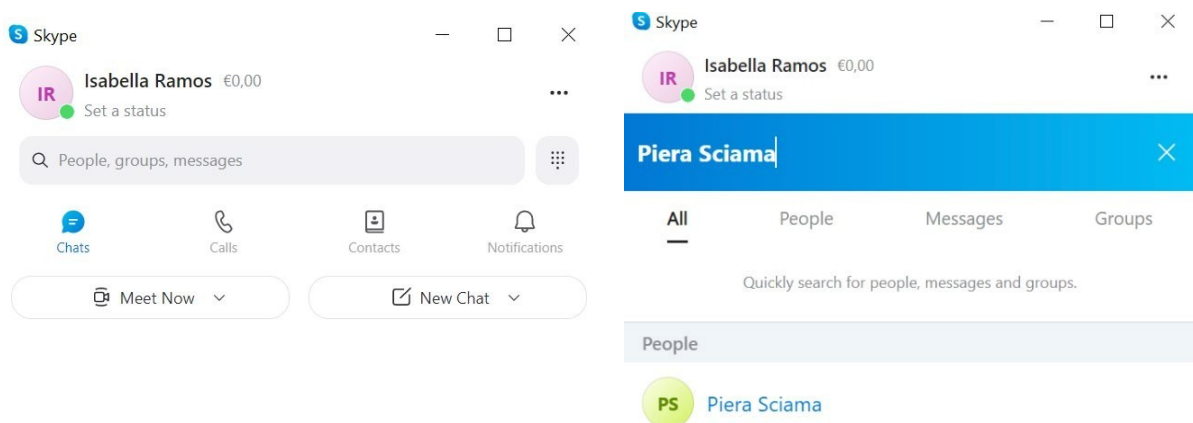 Skype
IR
Isabella Ramos €0,00
Set a status
People, groups, messages
Chats
Calls
Contacts
Notifications
Meet Now
New Chat
Skype
IR
Isabella Ramos €0,00
Set a status
Piera Sciama
All
People
Messages
Groups
Quickly search for people, messages and groups.
People
PS
Piera Sciama